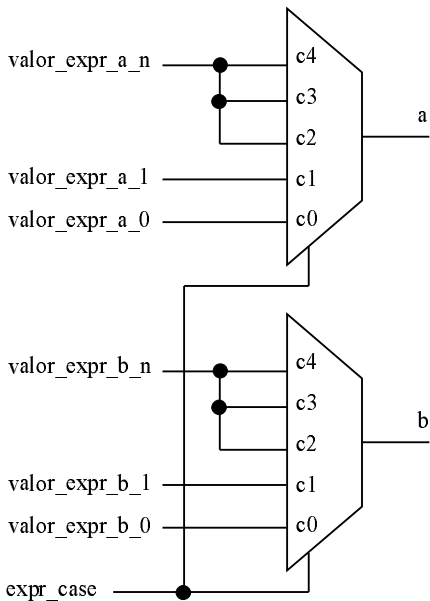 valor_expr_a_n
c4
c3
a
c2
valor_expr_a_1
c1
valor_expr_a_0
c0
valor_expr_b_n
c4
c3
b
c2
valor_expr_b_1
c1
valor_expr_b_0
c0
expr_case